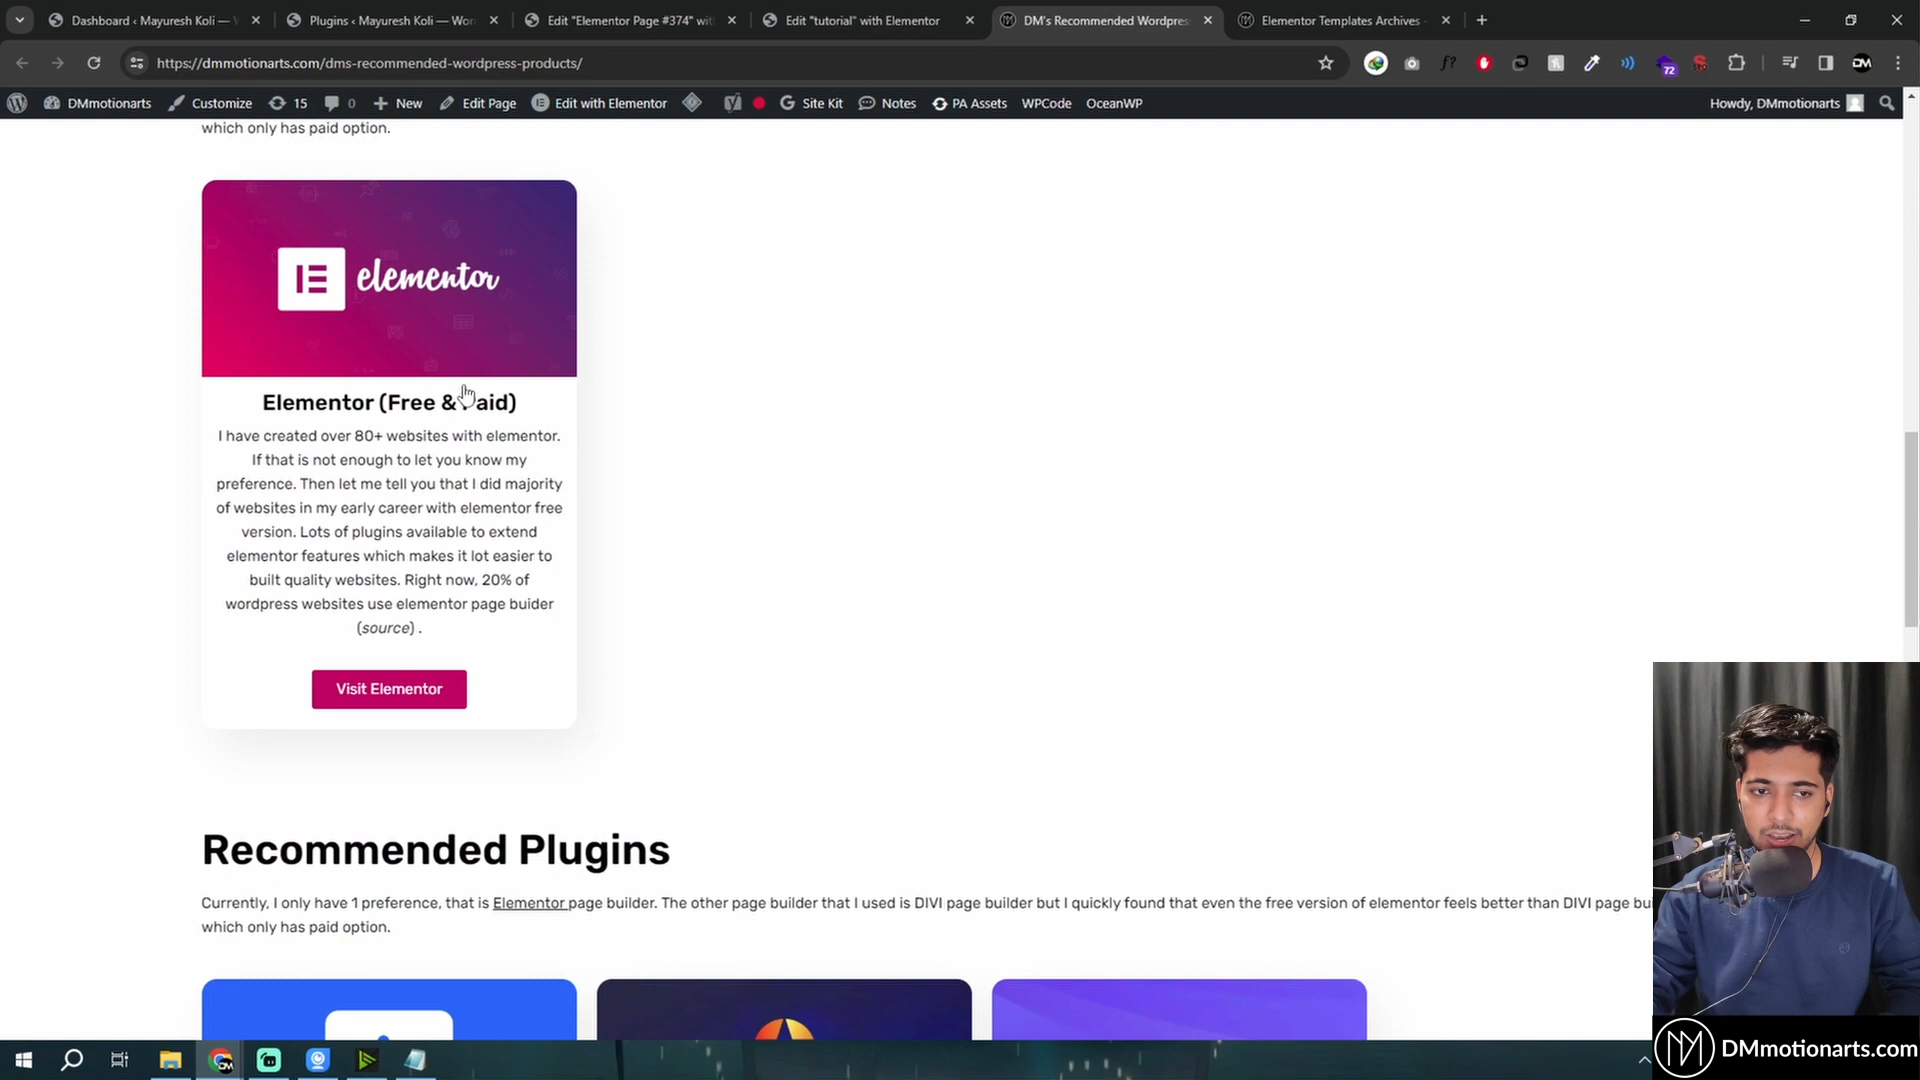 Dashboard ‹ Mayuresh Koli —
Plugins ‹ Mayuresh Koli — Wor
Edit "Elementor Page #374" wit
Edit "tutorial" with Elementor
DM's Recommended Wordpres
Elementor Templates Archives -
https://dmmotionarts.com/dms-recommended-wordpress-products/
72
DMmotionarts
Customize
15
0
New
Edit Page
Edit with Elementor
Site Kit
Notes
PA Assets
WPCode
OceanWP
Howdy, DMmotionarts
which only has paid option.
elementor
Elementor (Free & Paid)
I have created over 80+ websites with elementor.
If that is not enough to let you know my
preference. Then let me tell you that I did majority
of websites in my early career with elementor free
version. Lots of plugins available to extend
elementor features which makes it lot easier to
built quality websites. Right now, 20% of
wordpress websites use elementor page buider
(source) .
Visit Elementor
Recommended Plugins
Currently, I only have 1 preference, that is Elementor page builder. The other page builder that I used is DIVI page builder but I quickly found that even the free version of elementor feels better than DIVI page bui
which only has paid option.
DMmotionarts.com